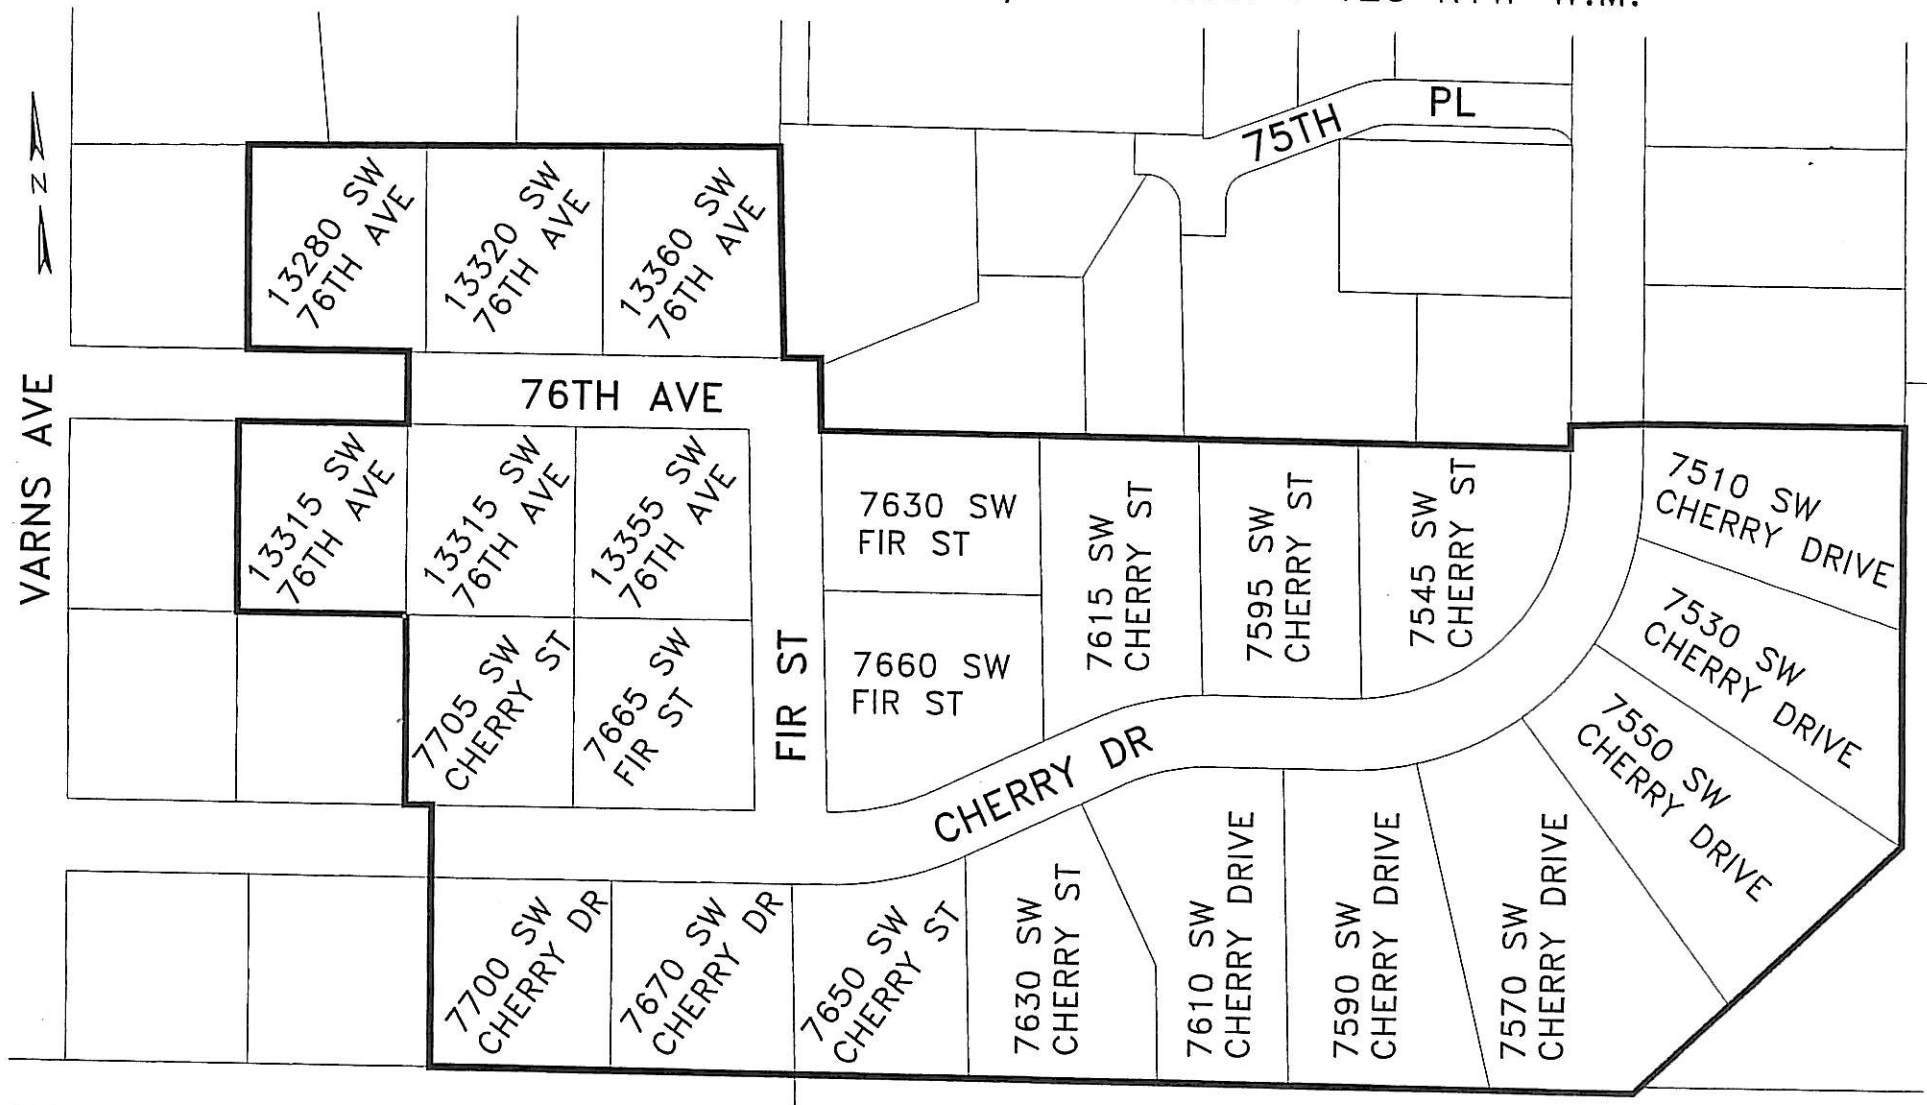 W.M.
PL
75TH
N
13280 SW
76TH AVE
13320 SW
76TH AVE
13360 SW
76TH AVE
VARNS AVE
76TH AVE
13315 SW
76TH AVE
13315 SW
76TH AVE
13355 SW
76TH AVE
7630 SW
FIR ST
7615 SW
CHERRY ST
7595 SW
CHERRY ST
7545 SW
CHERRY ST
7510 SW
CHERRY DRIVE
7530 SW
CHERRY DRIVE
7550 SW
CHERRY DRIVE
7705 SW
CHERRY ST
7665 SW
FIR ST
FIR ST
7660 SW
FIR ST
CHERRY DR
7700 SW
CHERRY DR
7670 SW
CHERRY DR
7650 SW
CHERRY ST
7630 SW
CHERRY ST
7610 SW
CHERRY DRIVE
7590 SW
CHERRY DRIVE
7570 SW
CHERRY DRIVE